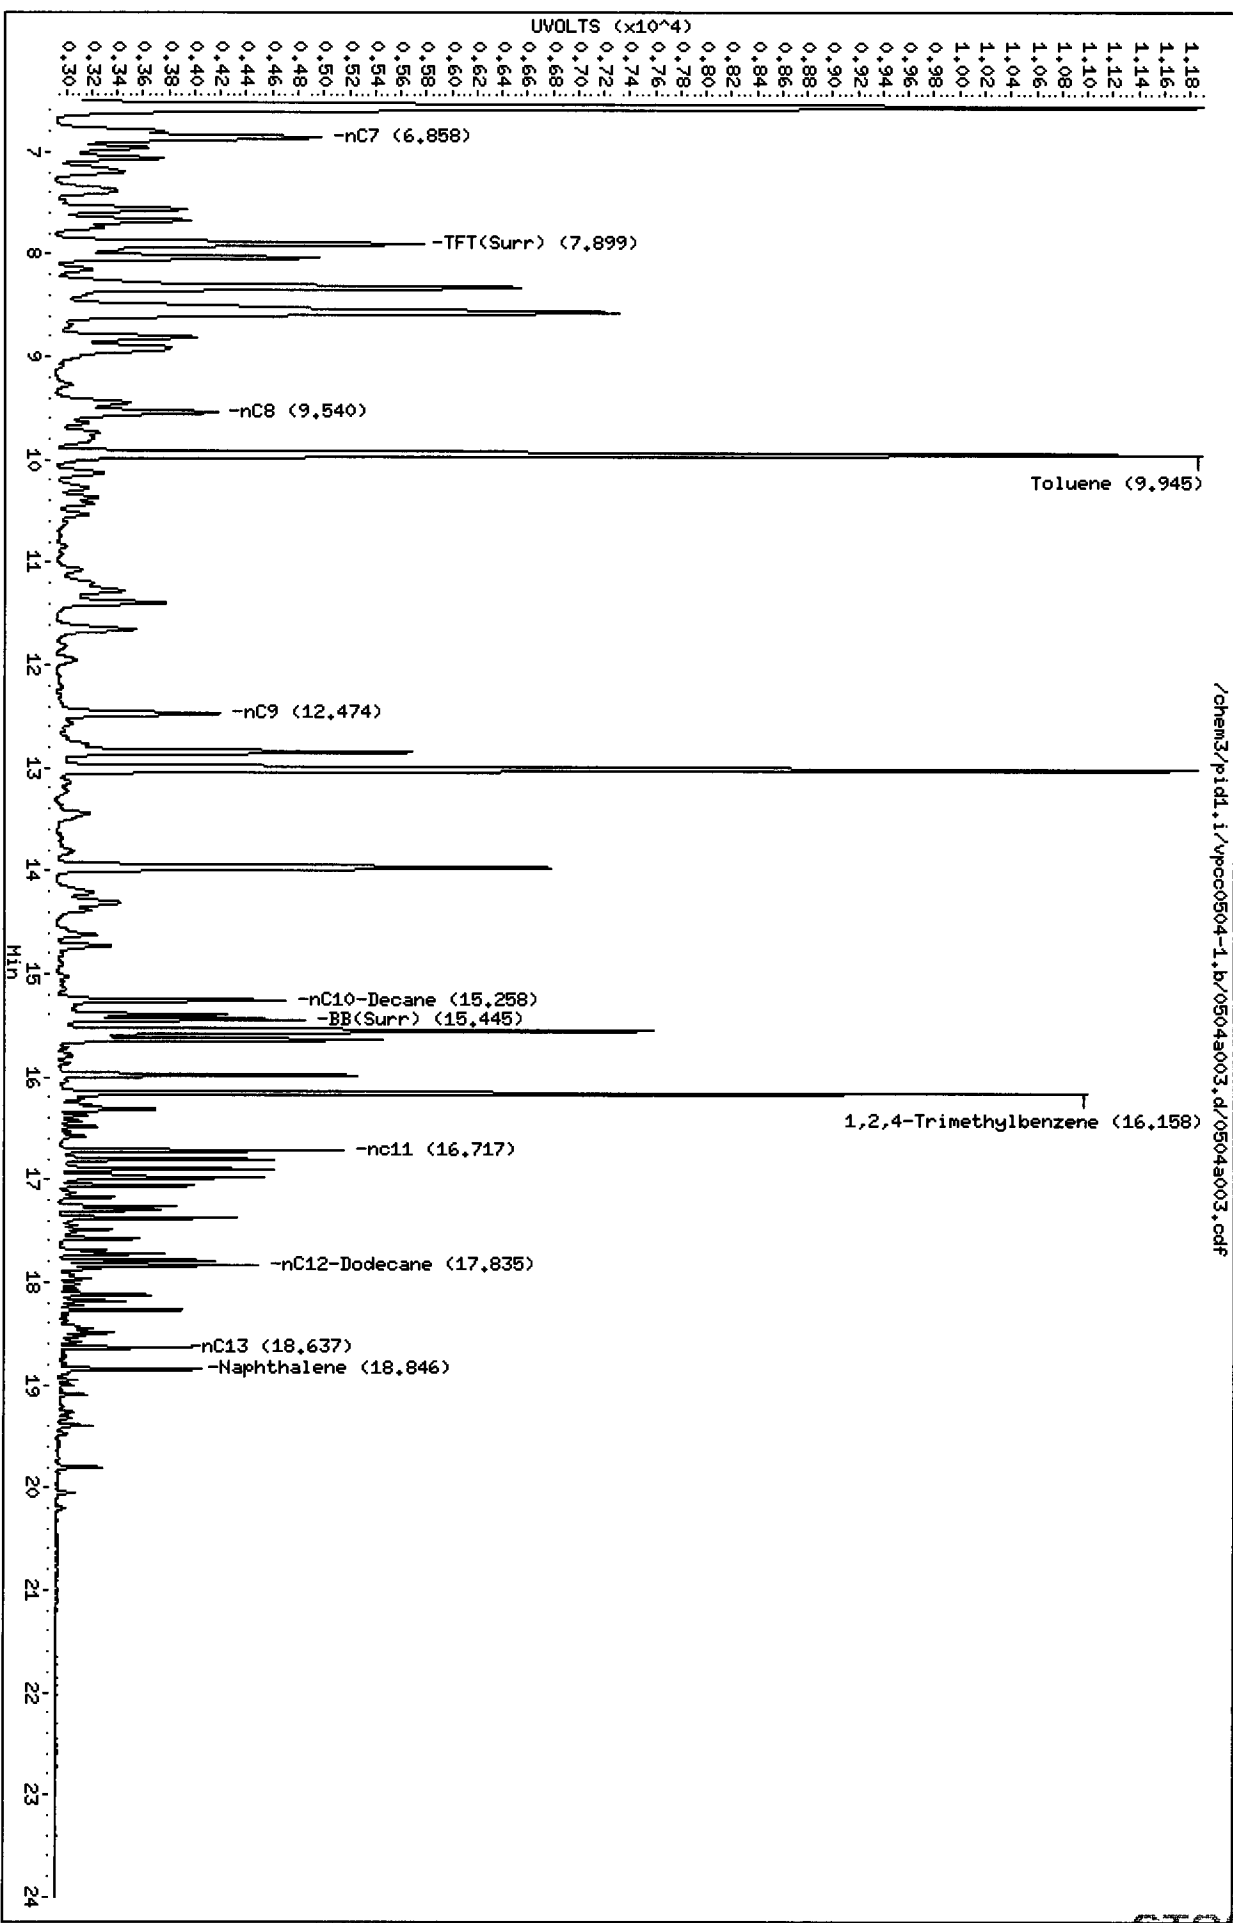 /chem3/pid1.i/vpcc0504-1.b/0504a003.d/0504a003.cdf
UVOLTS (x10^4)
1.18
1.16
1.14
1.12
1.10
1.08
1.06
1.04
1.02
1.00
0.98
0.96
0.94
0.92
0.90
0.88
0.86
0.84
0.82
0.80
0.78
0.76
0.74
0.72
0.70
0.68
0.66
0.64
0.62
0.60
0.58
0.56
0.54
0.52
0.50
0.48
0.46
0.44
0.42
0.40
0.38
0.36
0.34
0.32
0.30
-nC7 (6.858)
-TFT(Surr) (7.899)
-nC8 (9.540)
Toluene (9.945)
-nC9 (12.474)
-nC10-Decane (15.258)
-BB(Surr) (15.445)
1,2,4-Trimethylbenzene (16.158)
-nc11 (16.717)
-nC12-Dodecane (17.835)
-nC13 (18.637)
-Naphthalene (18.846)
7 8 9 10 11 12 13 14 15 16 17 18 19 20 21 22 23 24
Min